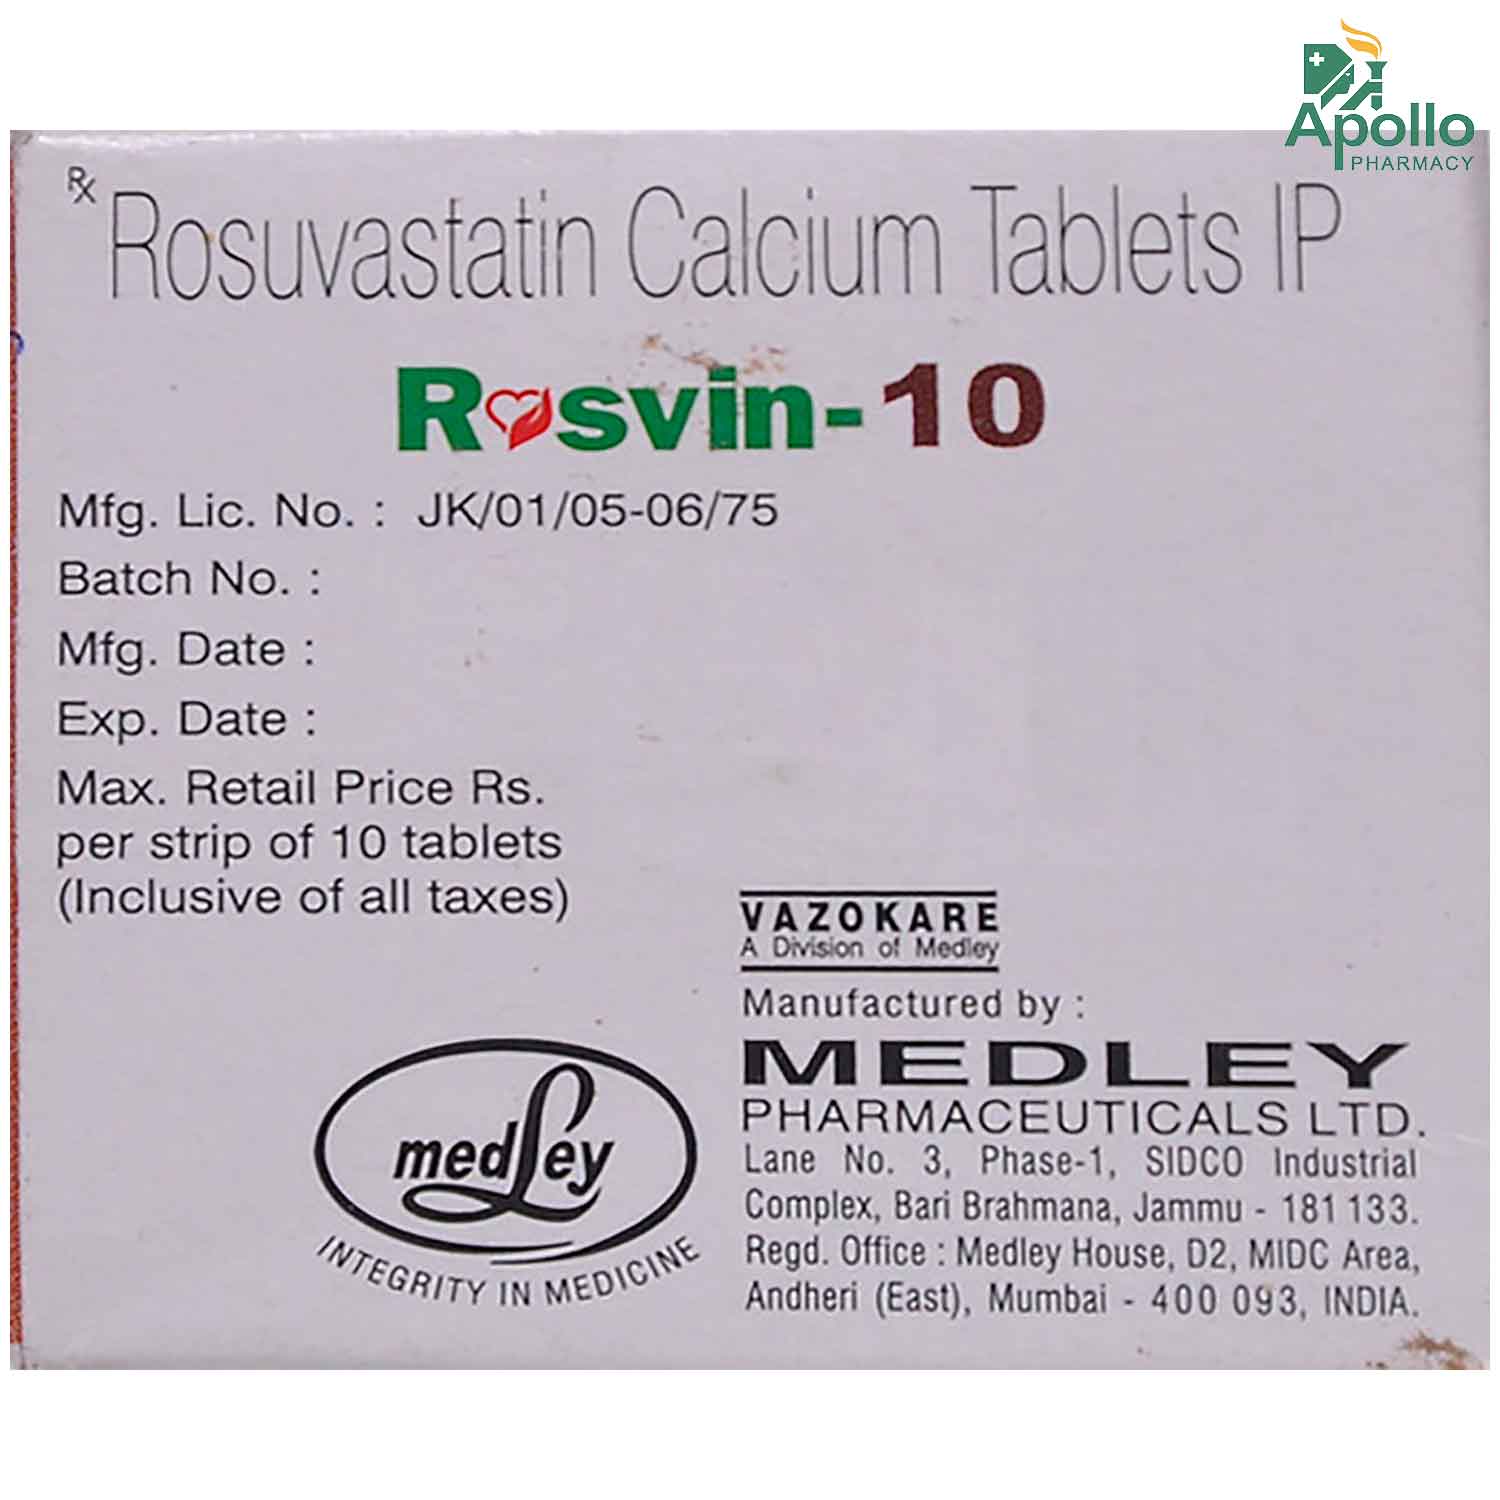 Apollo
PHARMACY
Rx Rosuvastatin Calcium Tablets IP
Rosvin-10
Mfg. Lic. No. : JK/01/05-06/75
Batch No. :
Mfg. Date :
Exp. Date :
Max. Retail Price Rs.
per strip of 10 tablets
(Inclusive of all taxes)
VAZOKARE
A Division of Medley
Manufactured by :
MEDLEY
PHARMACEUTICALS LTD.
Lane No. 3, Phase-1, SIDCO Industrial
Complex, Bari Brahmana, Jammu - 181 133.
Regd. Office : Medley House, D2, MIDC Area,
Andheri (East), Mumbai - 400 093, INDIA.
medley
INTEGRITY IN MEDICINE